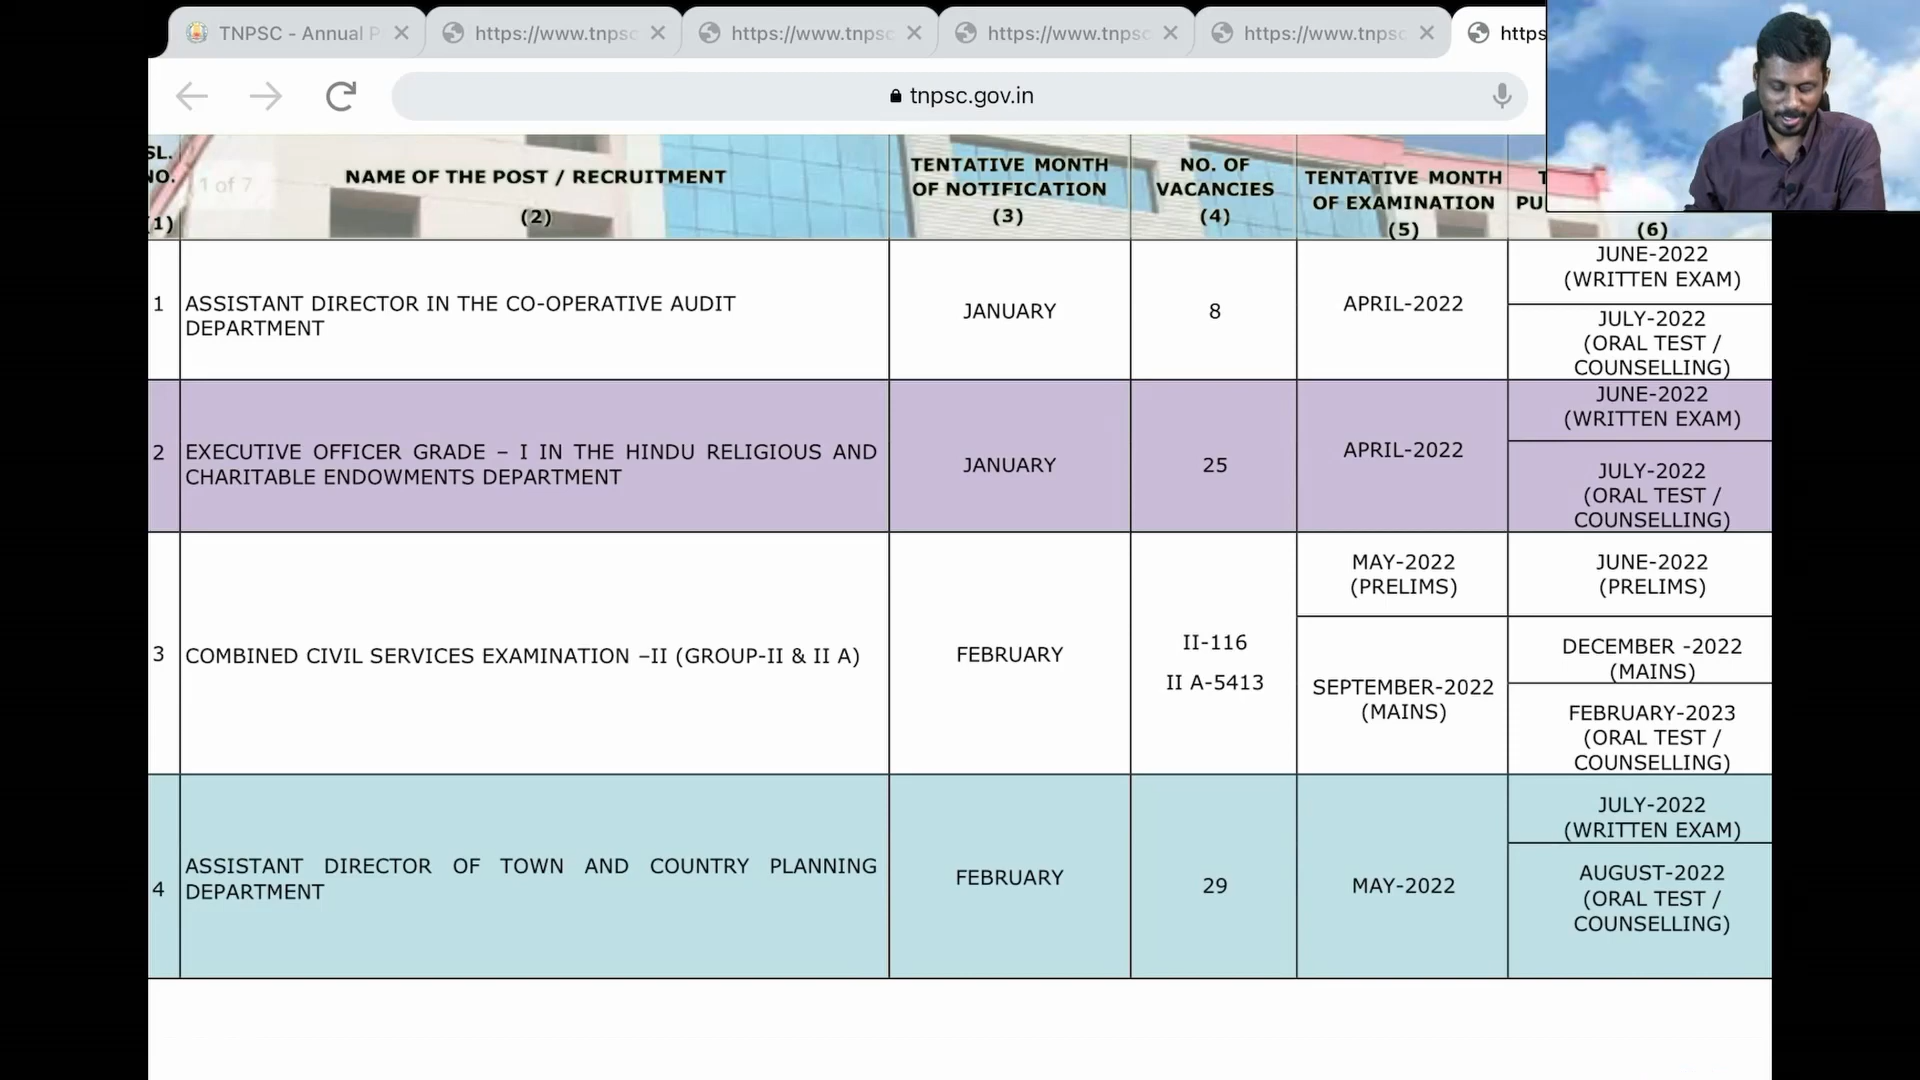 TNPSC - Annual P
https://www.tnpsc
https://www.tnpsc
https://www.tnpsc
https://www.tnpsc
https
tnpsc.gov.in
SL.
NO.
(1)
1 of 7
NAME OF THE POST / RECRUITMENT
(2)
TENTATIVE MONTH
OF NOTIFICATION
(3)
NO. OF
VACANCIES
(4)
TENTATIVE MONTH
OF EXAMINATION
(5)
T
PU
(6)
1
ASSISTANT DIRECTOR IN THE CO-OPERATIVE AUDIT
DEPARTMENT
JANUARY
8
APRIL-2022
JUNE-2022
(WRITTEN EXAM)
JULY-2022
(ORAL TEST /
COUNSELLING)
2
EXECUTIVE OFFICER GRADE – I IN THE HINDU RELIGIOUS AND
CHARITABLE ENDOWMENTS DEPARTMENT
JANUARY
25
APRIL-2022
JUNE-2022
(WRITTEN EXAM)
JULY-2022
(ORAL TEST /
COUNSELLING)
3
COMBINED CIVIL SERVICES EXAMINATION –II (GROUP-II & II A)
FEBRUARY
II-116
II A-5413
MAY-2022
(PRELIMS)
SEPTEMBER-2022
(MAINS)
JUNE-2022
(PRELIMS)
DECEMBER -2022
(MAINS)
FEBRUARY-2023
(ORAL TEST /
COUNSELLING)
4
ASSISTANT DIRECTOR OF TOWN AND COUNTRY PLANNING
DEPARTMENT
FEBRUARY
29
MAY-2022
JULY-2022
(WRITTEN EXAM)
AUGUST-2022
(ORAL TEST /
COUNSELLING)